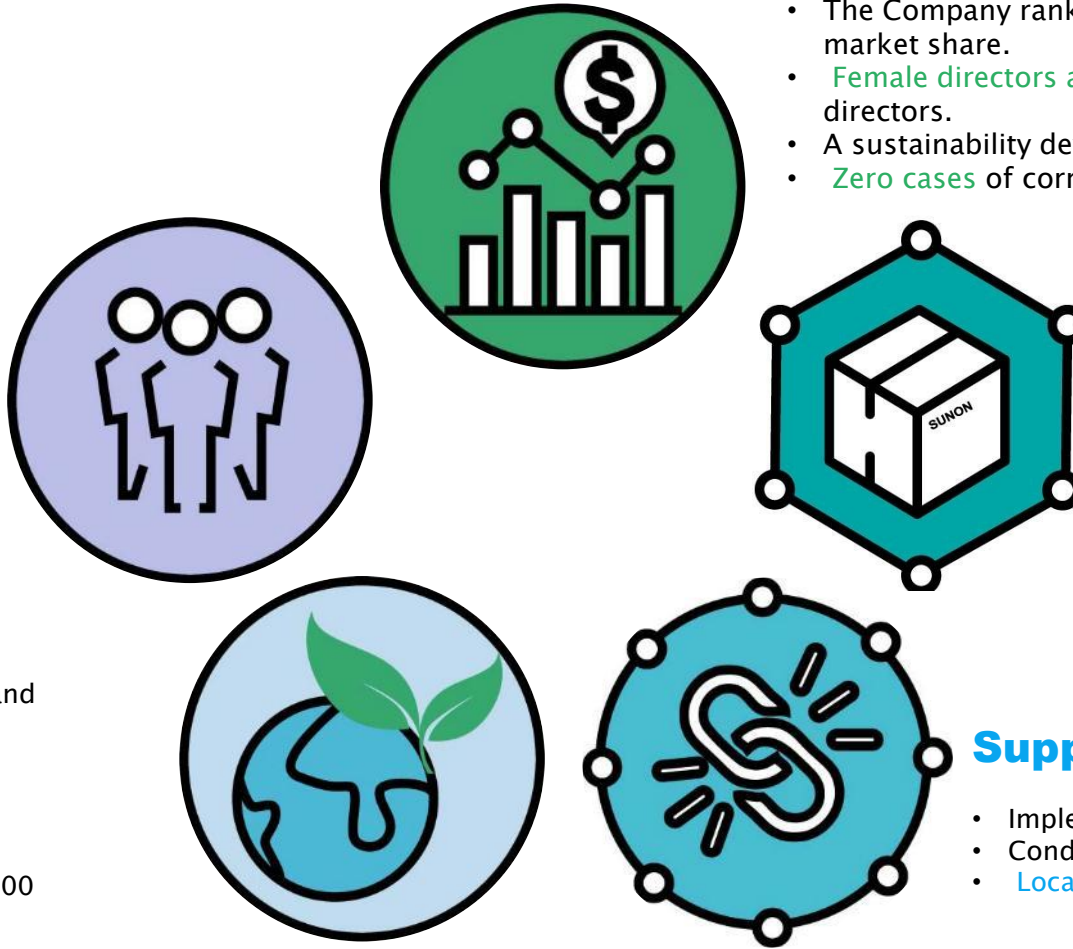 • The Company rank
market share.
• Female directors a
directors.
• A sustainability de
• Zero cases of corr
$
SUNON
and
00
Supp
• Imple
• Cond
• Loca